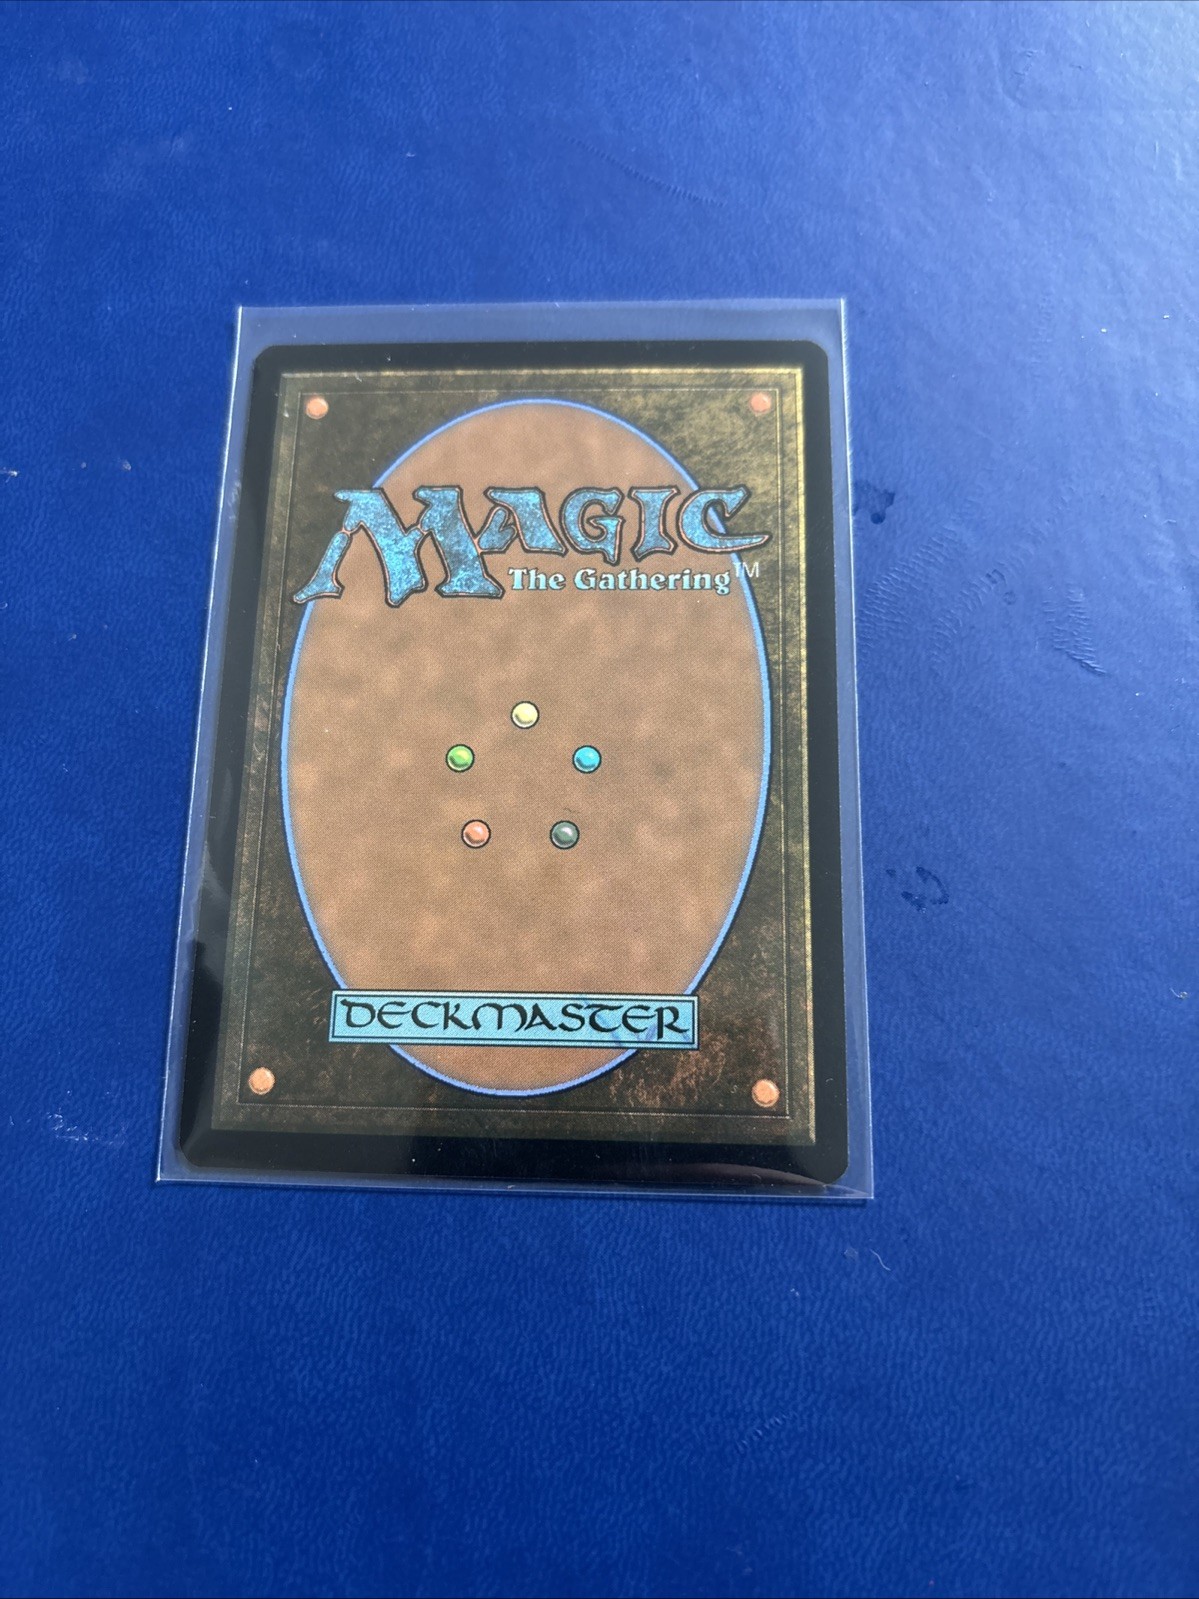 MAGIC
The Gathering™
DECKMASTER